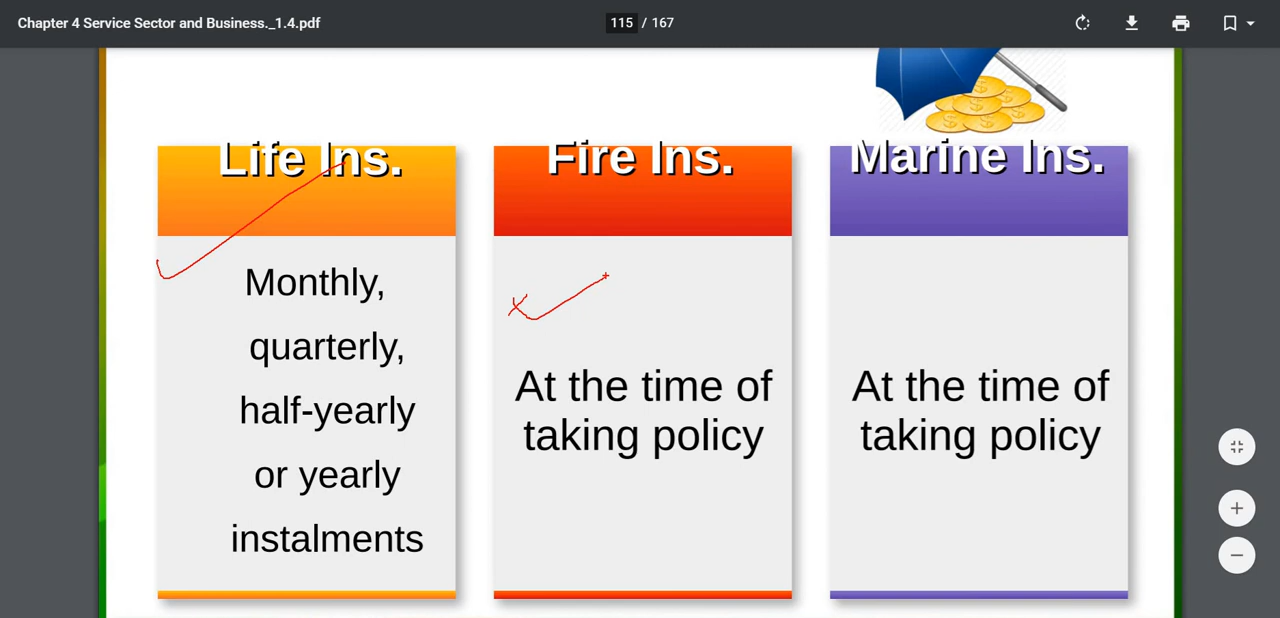 Chapter 4 Service Sector and Business._1.4.pdf
115 / 167
Life Ins.
Monthly,
quarterly,
half-yearly
or yearly
instalments
Fire Ins.
At the time of
taking policy
Marine Ins.
At the time of
taking policy